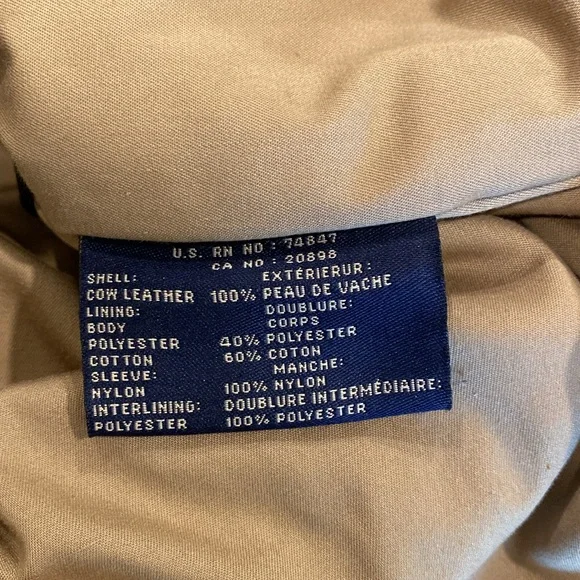 U.S. RN NO : 74847
CA NO : 20898
SHELL: EXTÉRIERUR:
COW LEATHER 100% PEAU DE VACHE
LINING: DOUBLURE:
BODY CORPS
POLYESTER 40% POLYESTER
COTTON 60% COTON
SLEEVE: MANCHE:
NYLON 100% NYLON
INTERLINING: DOUBLURE INTERMÉDIAIRE:
POLYESTER 100% POLYESTER